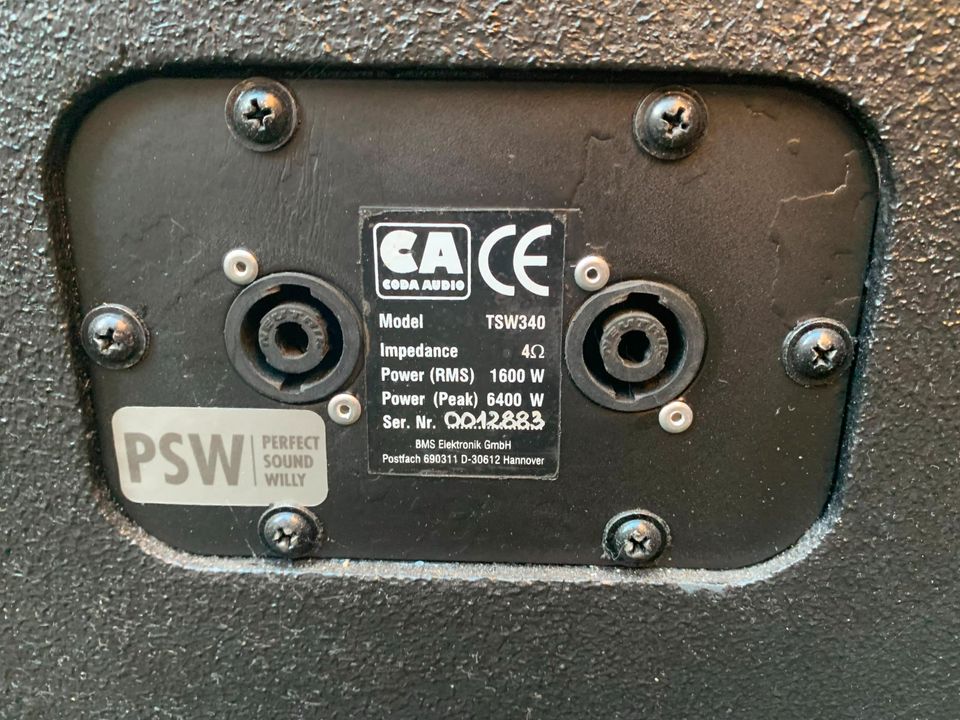 CA
CODA AUDIO
CE
Model TSW340
Impedance 4Ω
Power (RMS) 1600 W
Power (Peak) 6400 W
Ser. Nr. 0012883
BMS Elektronik GmbH
Postfach 690311 D-30612 Hannover
PSW
PERFECT
SOUND
WILLY